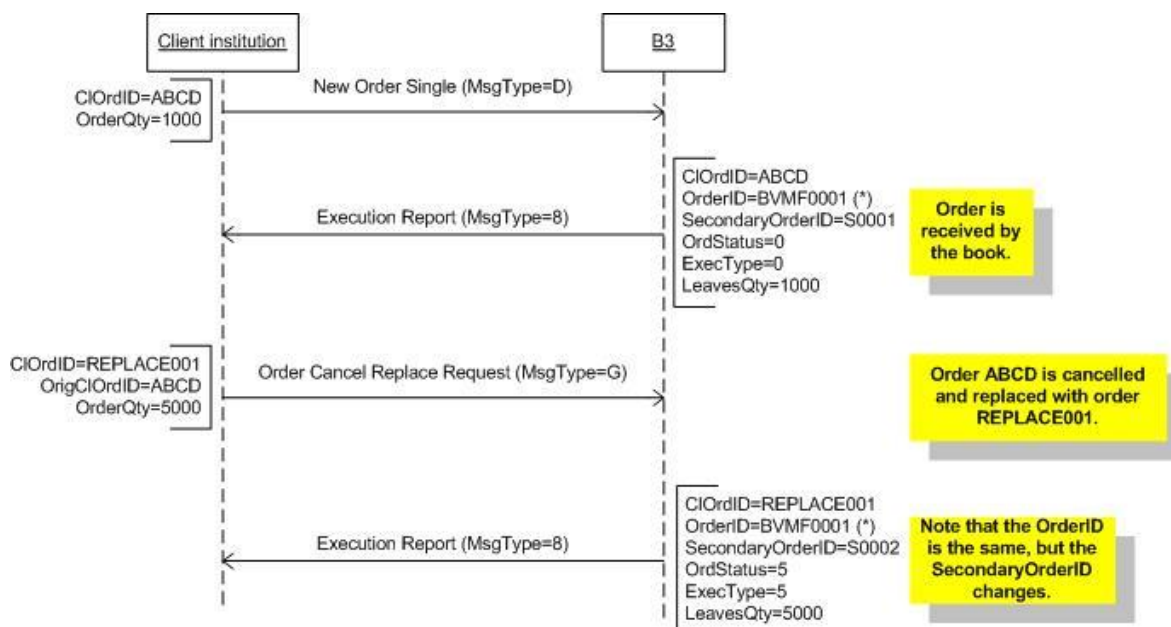 Client institution
B3
New Order Single (MsgType=D)
ClOrdID=ABCD
OrderQty=1000
ClOrdID=ABCD
OrderID=BVMF0001 (*)
SecondaryOrderID=S0001
OrdStatus=0
ExecType=0
LeavesQty=1000
Execution Report (MsgType=8)
Order is
received by
the book.
ClOrdID=REPLACE001
OrigClOrdID=ABCD
OrderQty=5000
Order Cancel Replace Request (MsgType=G)
Order ABCD is cancelled
and replaced with order
REPLACE001.
ClOrdID=REPLACE001
OrderID=BVMF0001 (*)
SecondaryOrderID=S0002
OrdStatus=5
ExecType=5
LeavesQty=5000
Execution Report (MsgType=8)
Note that the OrderID
is the same, but the
SecondaryOrderID
changes.